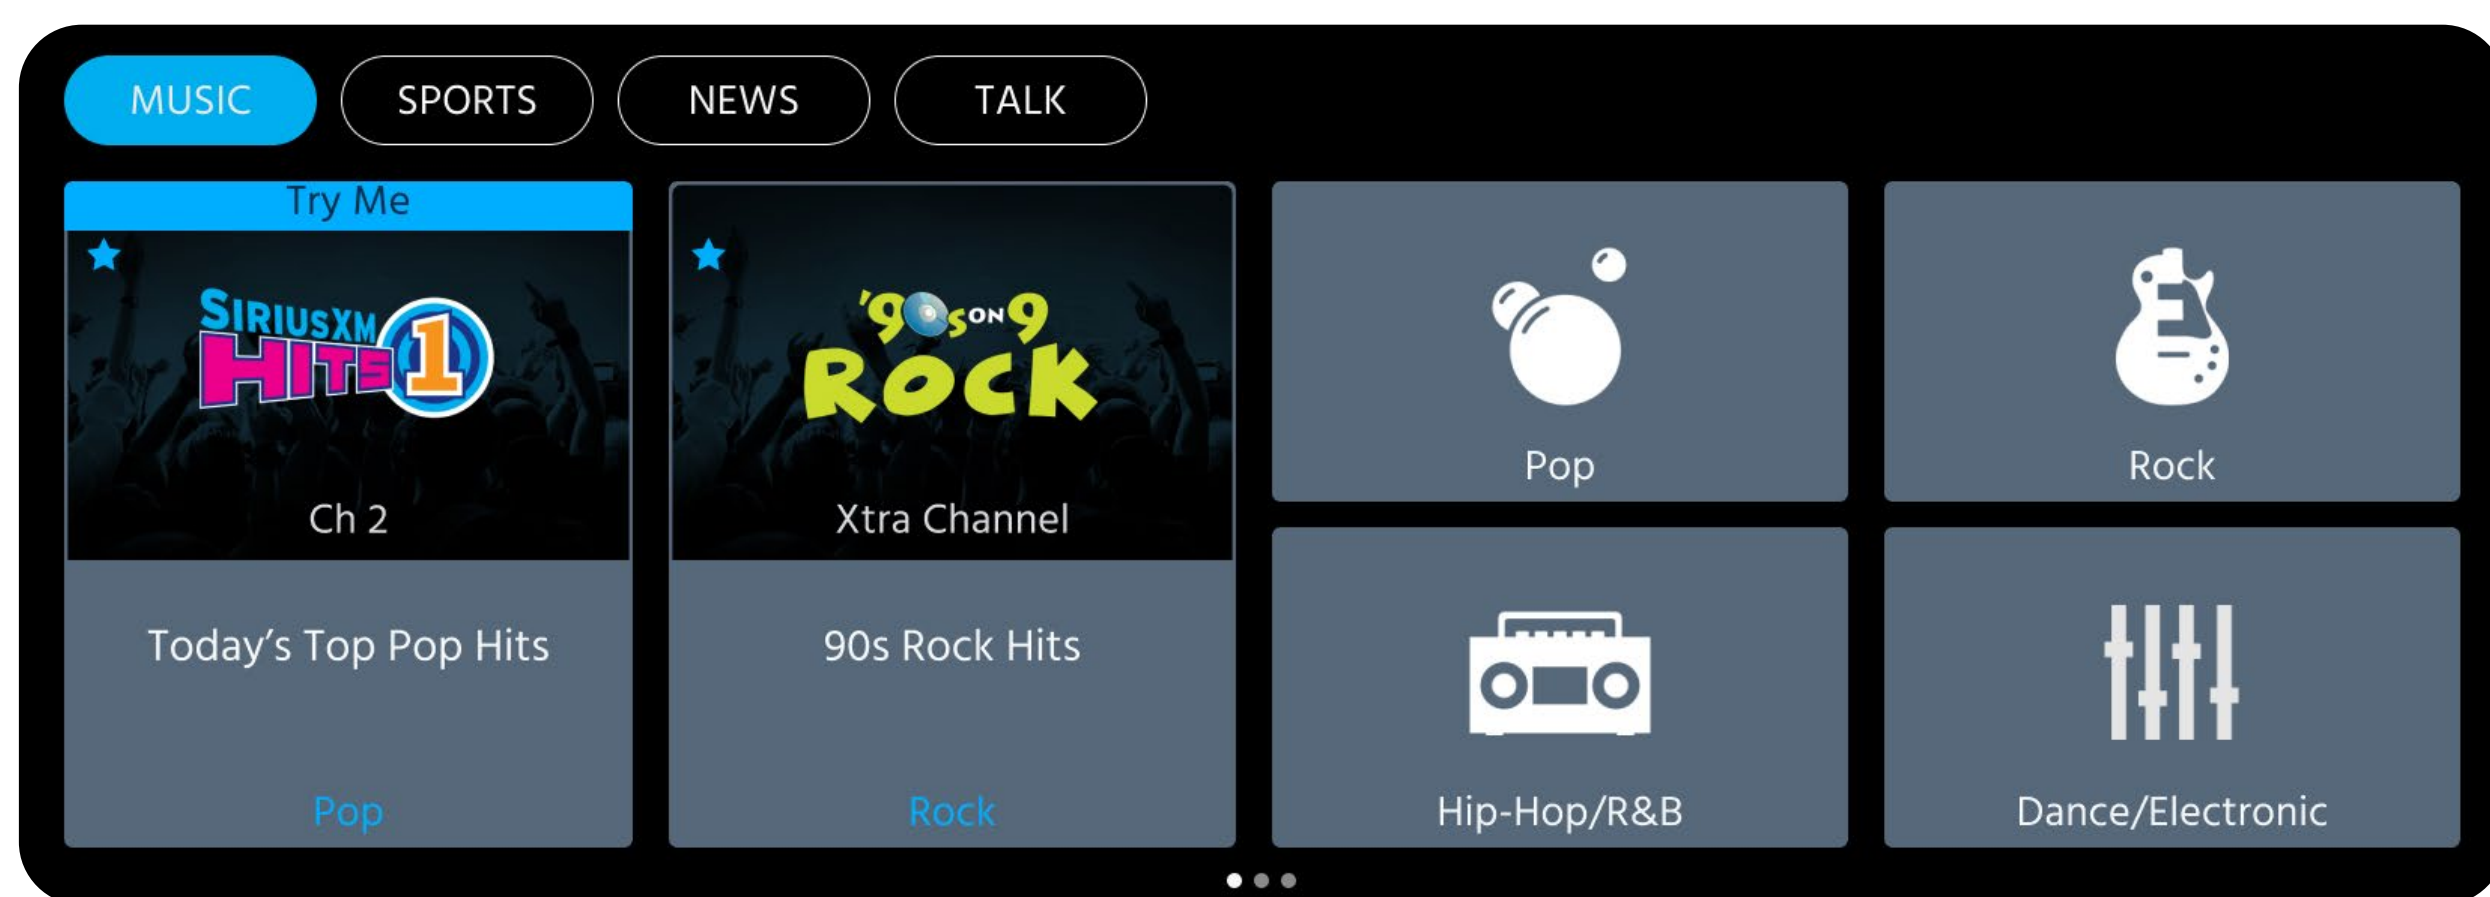 MUSIC
SPORTS
NEWS
TALK
Try Me
SIRIUSXM
HITS 1
Ch 2
Today’s Top Pop Hits
Pop
’90s ON 9
ROCK
Xtra Channel
90s Rock Hits
Rock
Pop
Rock
Hip-Hop/R&B
Dance/Electronic